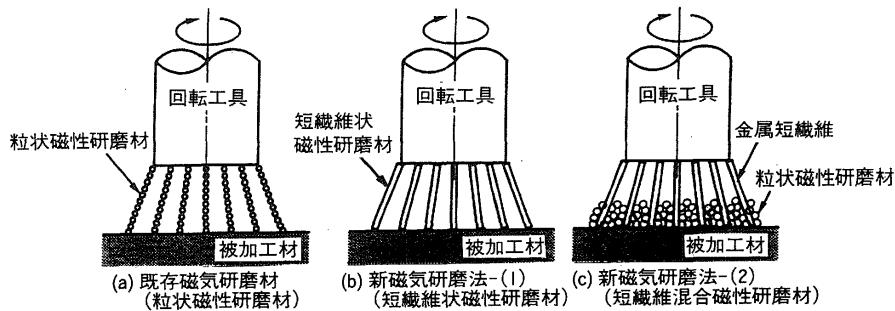 回転工具
粒状磁性研磨材
被加工材
(a) 既存磁気研磨材
(粒状磁性研磨材)
回転工具
短繊維状
磁性研磨材
被加工材
(b) 新磁気研磨法-(1)
(短繊維状磁性研磨材)
回転工具
金属短繊維
粒状磁性研磨材
被加工材
(c) 新磁気研磨法-(2)
(短繊維混合磁性研磨材)